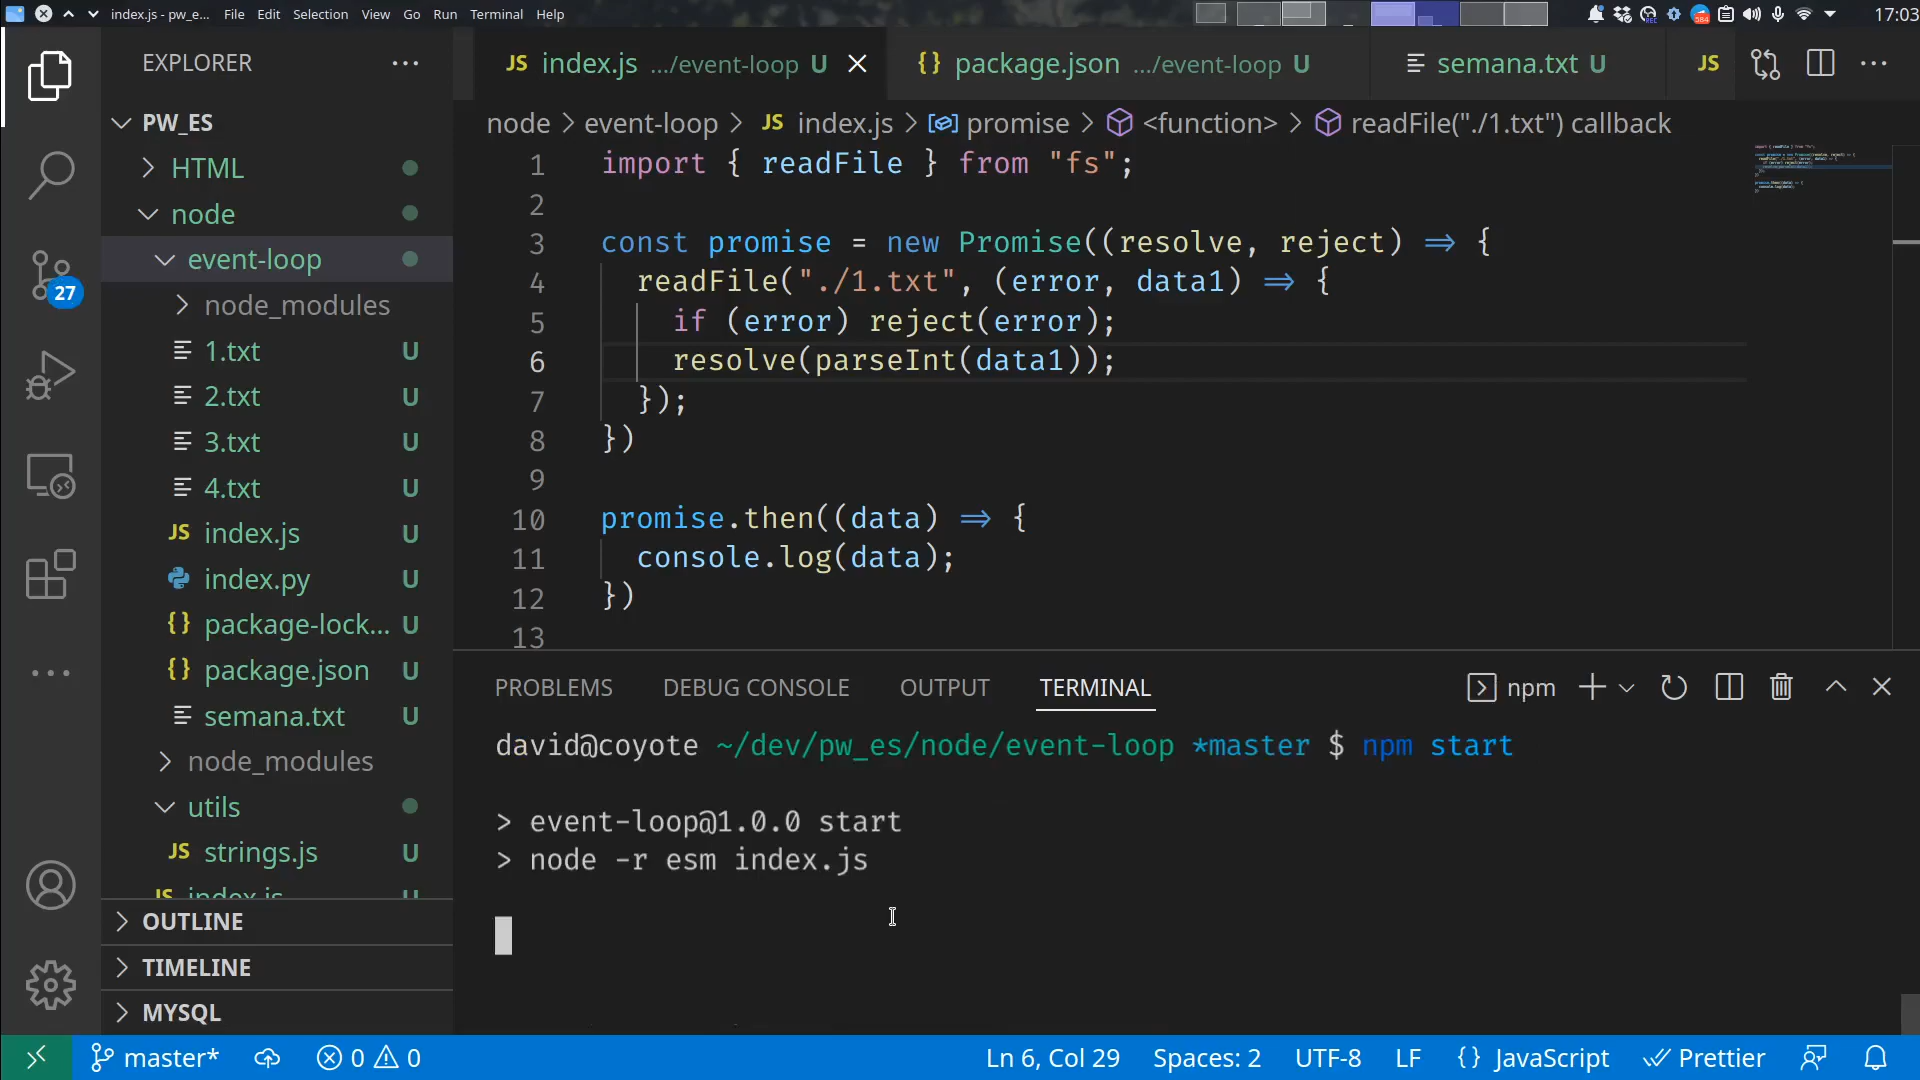 index.js - pw_e... File Edit Selection View Go Run Terminal Help 584 17:03
EXPLORER
JS index.js .../event-loop U
{} package.json .../event-loop U
semana.txt U
JS
PW_ES
HTML
node
event-loop
node_modules
1.txt U
2.txt U
3.txt U
4.txt U
JS index.js U
index.py U
{} package-lock... U
{} package.json U
semana.txt U
node_modules
utils
JS strings.js U
JS index.js U
OUTLINE
TIMELINE
MYSQL
27
node > event-loop > JS index.js > promise > <function> > readFile("./1.txt") callback
1 import { readFile } from "fs";
2
3 const promise = new Promise((resolve, reject) => {
4 readFile("./1.txt", (error, data1) => {
5 if (error) reject(error);
6 resolve(parseInt(data1));
7 });
8 })
9
10 promise.then((data) => {
11 console.log(data);
12 })
13
PROBLEMS DEBUG CONSOLE OUTPUT TERMINAL npm
david@coyote ~/dev/pw_es/node/event-loop *master $ npm start
> event-loop@1.0.0 start
> node -r esm index.js
master* 0 0 Ln 6, Col 29 Spaces: 2 UTF-8 LF {} JavaScript Prettier